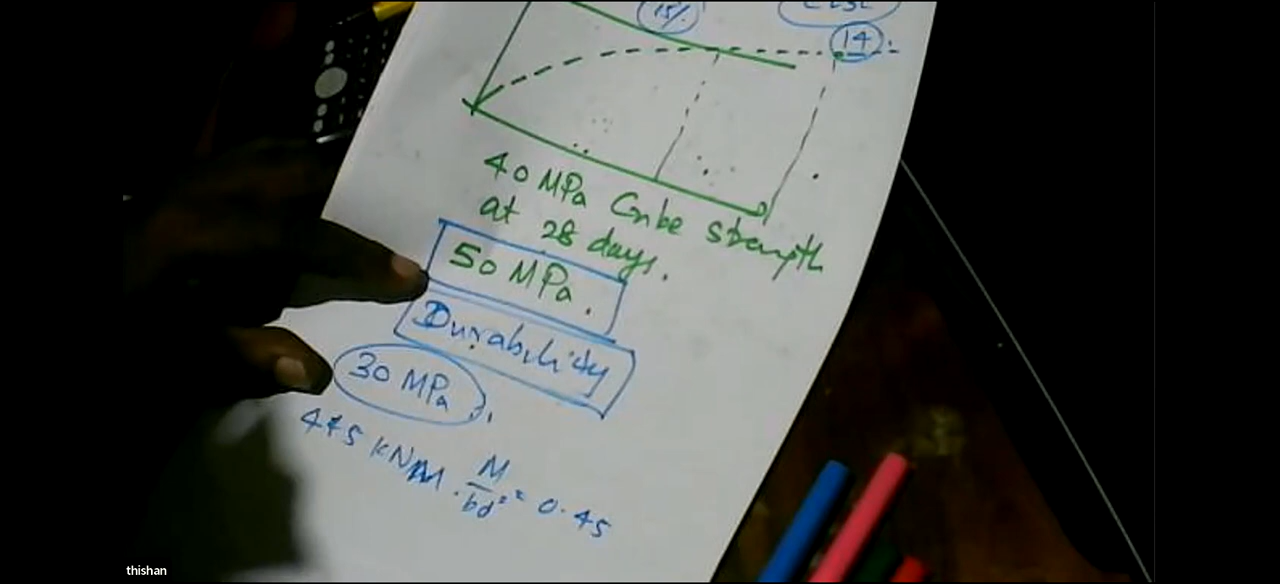 15%
14
40 MPa Cube strength
at 28 days.
50 MPa.
Durability
30 MPa
445 KNM. M/bd² = 0.45
thishan